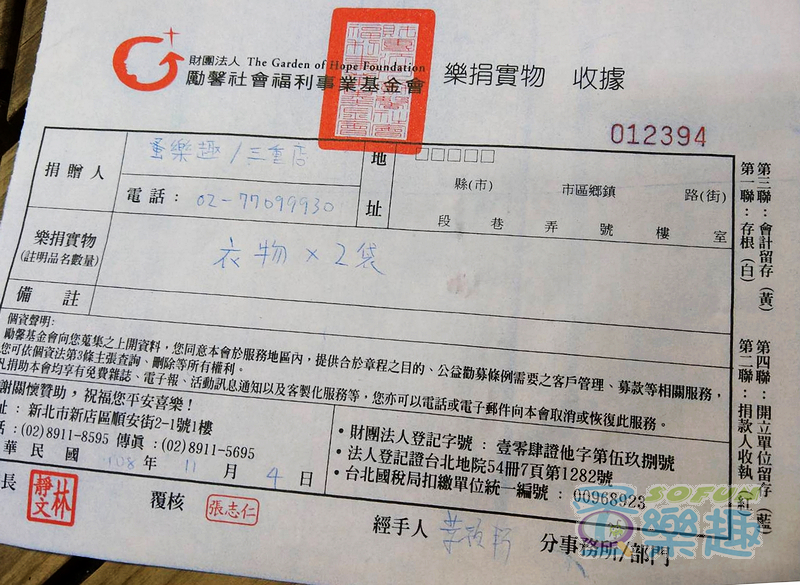 財團法人 The Garden of Hope Foundation
勵馨社會福利事業基金會 樂捐實物 收據
012394
捐贈人 蚤樂趣/三重店
電話：02-77099930
地址 □□□□□
縣(市) 市區鄉鎮 路(街)
段 巷 弄 號 樓 室
樂捐實物 衣物×2袋
(註明品名數量)
備註
個資聲明:
勵馨基金會向您蒐集之上開資料，您同意本會於服務地區內，提供合於章程之目的、公益勸募條例需要之客戶管理、募款等相關服務，
您可依個資法第3條主張查詢、刪除等所有權利。
凡捐助本會均享有免費雜誌、電子報、活動訊息通知以及客製化服務等，您亦可以電話或電子郵件向本會取消或恢復此服務。
謝關懷贊助，祝福您平安喜樂！
址：新北市新店區順安街2-1號1樓
：(02)8911-8595 傳真：(02)8911-5695
華民國 108 年 11 月 4 日
・財團法人登記字號：壹零肆證他字第伍玖捌號
・法人登記證台北地院54冊7頁第1282號
・台北國稅局扣繳單位統一編號：00968923
長 林靜文
覆核 張志仁
經手人
分事務所/部門
第一聯：存根（白）
第三聯：會計留存（黃）
第二聯：捐款人收執（紅
第四聯：開立單位留存（藍）
SOFUN
樂趣